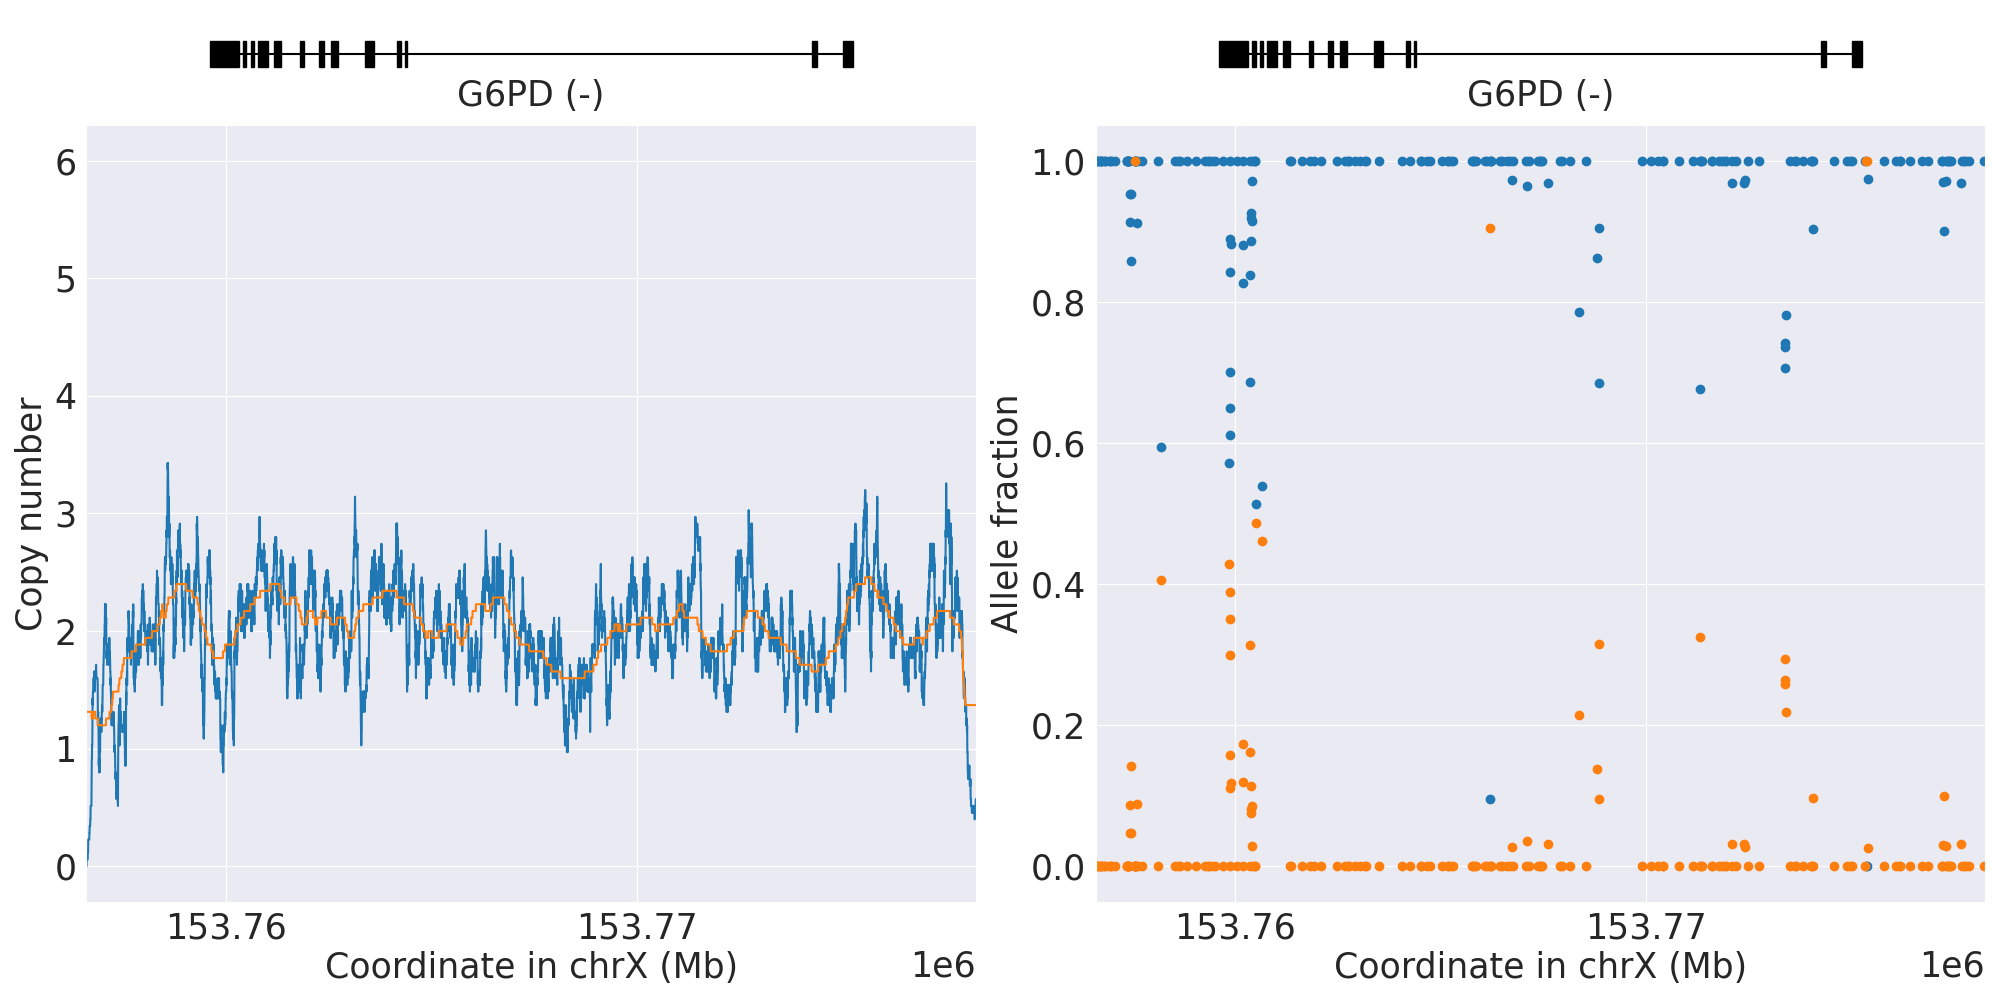 G6PD (-)
6
5
4
3
2
1
0
Copy number
153.76
153.77
Coordinate in chrX (Mb)
1e6
G6PD (-)
1.0
0.8
0.6
0.4
0.2
0.0
Allele fraction
153.76
153.77
Coordinate in chrX (Mb)
1e6